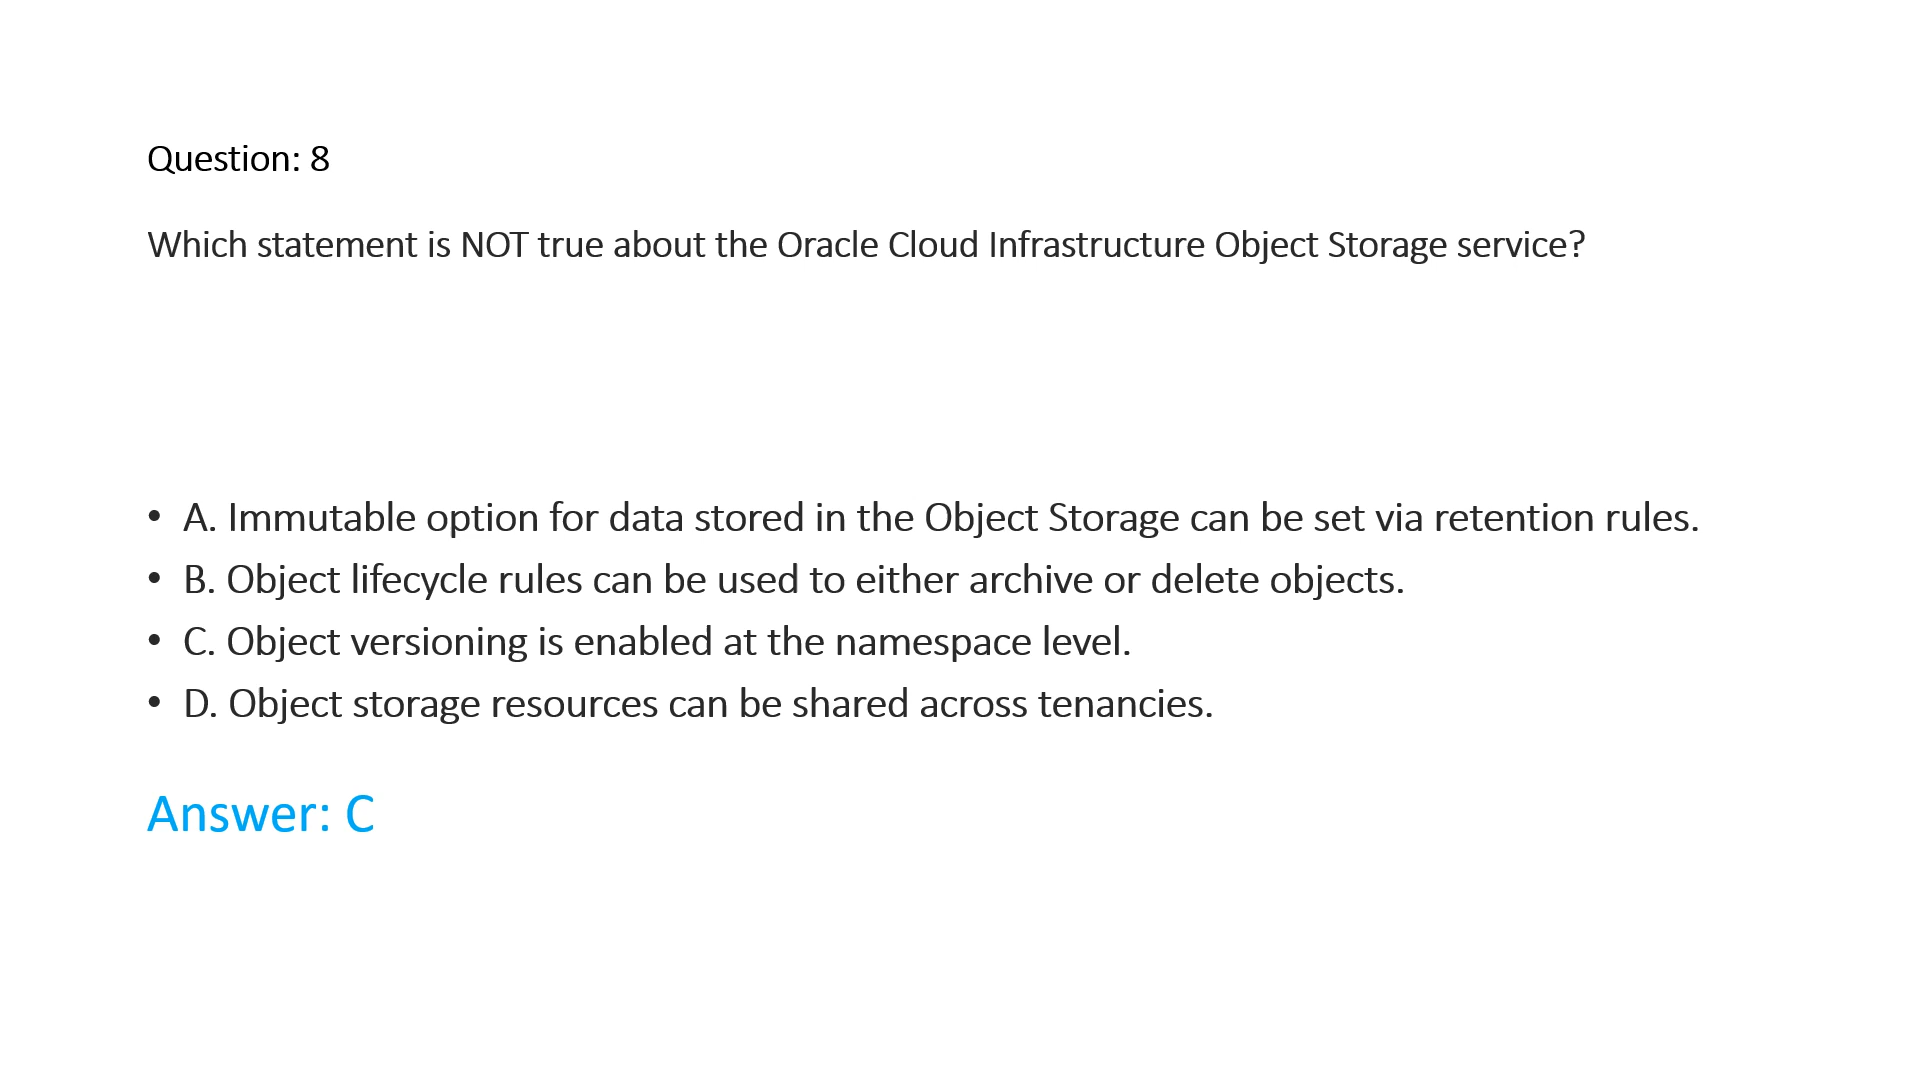 Question: 8
Which statement is NOT true about the Oracle Cloud Infrastructure Object Storage service?
• A. Immutable option for data stored in the Object Storage can be set via retention rules.
• B. Object lifecycle rules can be used to either archive or delete objects.
• C. Object versioning is enabled at the namespace level.
• D. Object storage resources can be shared across tenancies.
Answer: C